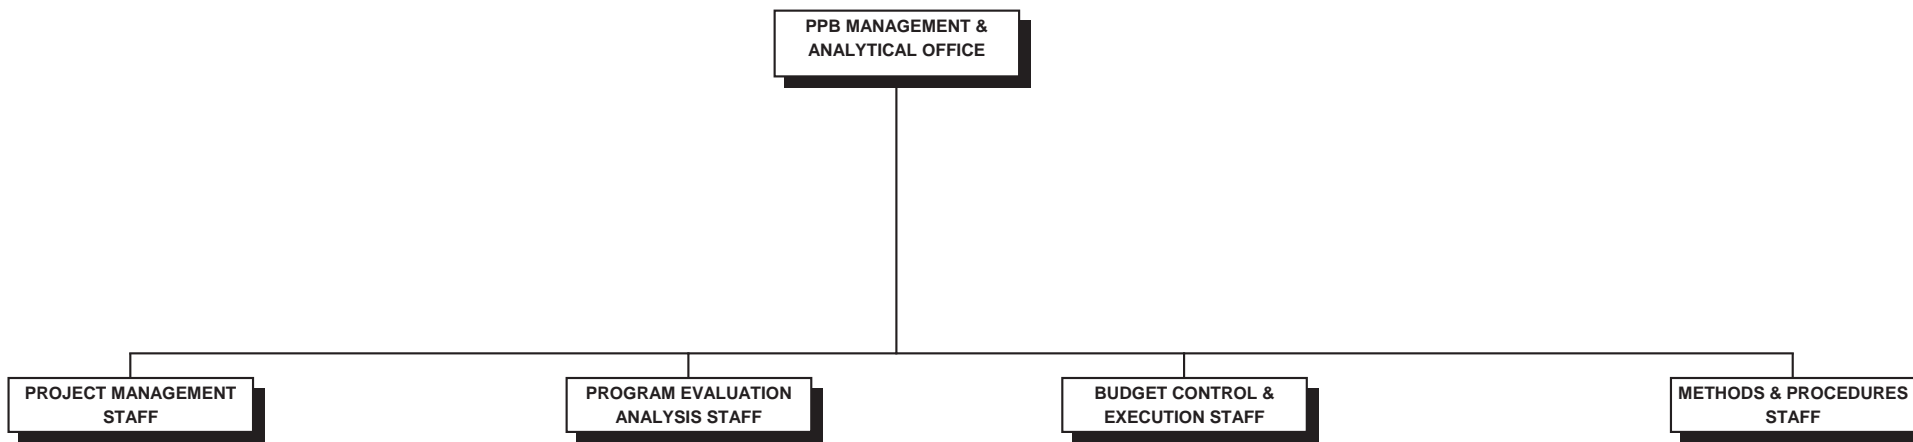 PPB MANAGEMENT &
ANALYTICAL OFFICE
PROJECT MANAGEMENT
STAFF
PROGRAM EVALUATION
ANALYSIS STAFF
BUDGET CONTROL &
EXECUTION STAFF
METHODS & PROCEDURES
STAFF